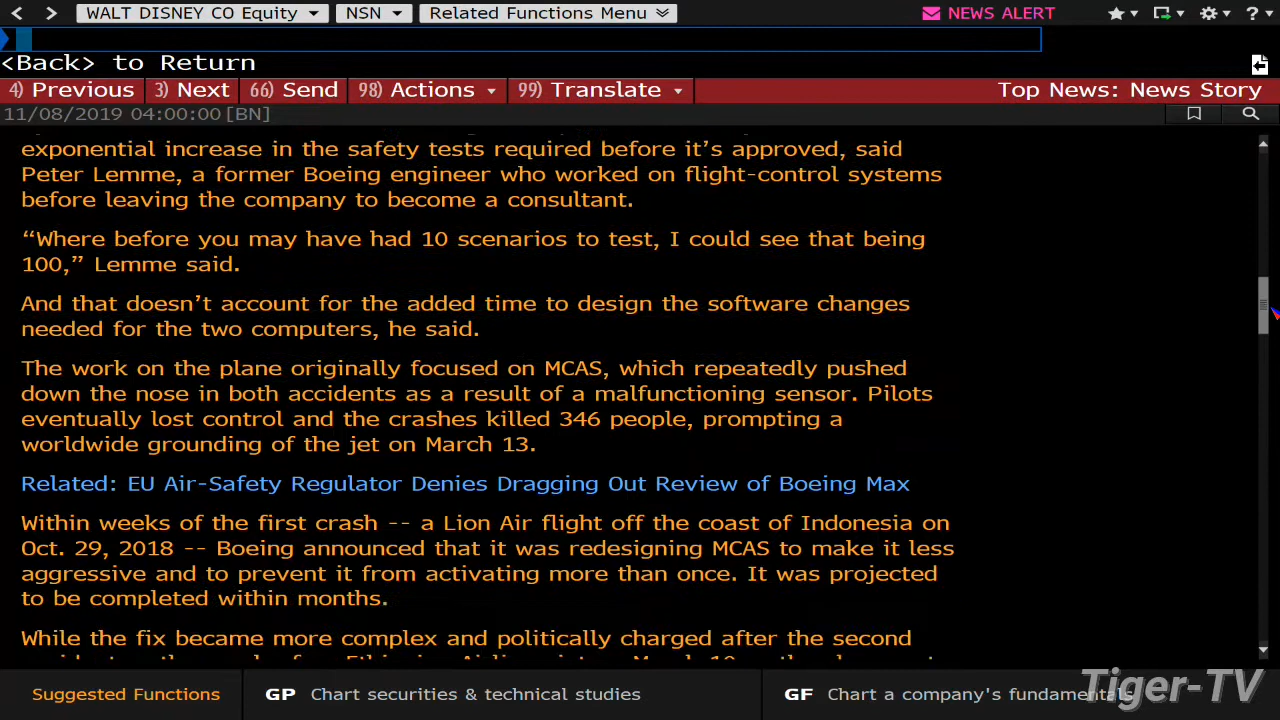 WALT DISNEY CO Equity NSN Related Functions Menu NEWS ALERT ?
<Back> to Return
4) Previous 3) Next 66) Send 98) Actions 99) Translate Top News: News Story
11/08/2019 04:00:00 [BN]
exponential increase in the safety tests required before it’s approved, said
Peter Lemme, a former Boeing engineer who worked on flight-control systems
before leaving the company to become a consultant.
“Where before you may have had 10 scenarios to test, I could see that being
100,” Lemme said.
And that doesn’t account for the added time to design the software changes
needed for the two computers, he said.
The work on the plane originally focused on MCAS, which repeatedly pushed
down the nose in both accidents as a result of a malfunctioning sensor. Pilots
eventually lost control and the crashes killed 346 people, prompting a
worldwide grounding of the jet on March 13.
Related: EU Air-Safety Regulator Denies Dragging Out Review of Boeing Max
Within weeks of the first crash -- a Lion Air flight off the coast of Indonesia on
Oct. 29, 2018 -- Boeing announced that it was redesigning MCAS to make it less
aggressive and to prevent it from activating more than once. It was projected
to be completed within months.
While the fix became more complex and politically charged after the second
Suggested Functions GP Chart securities & technical studies GF Chart a company's fundamentals
Tiger-TV